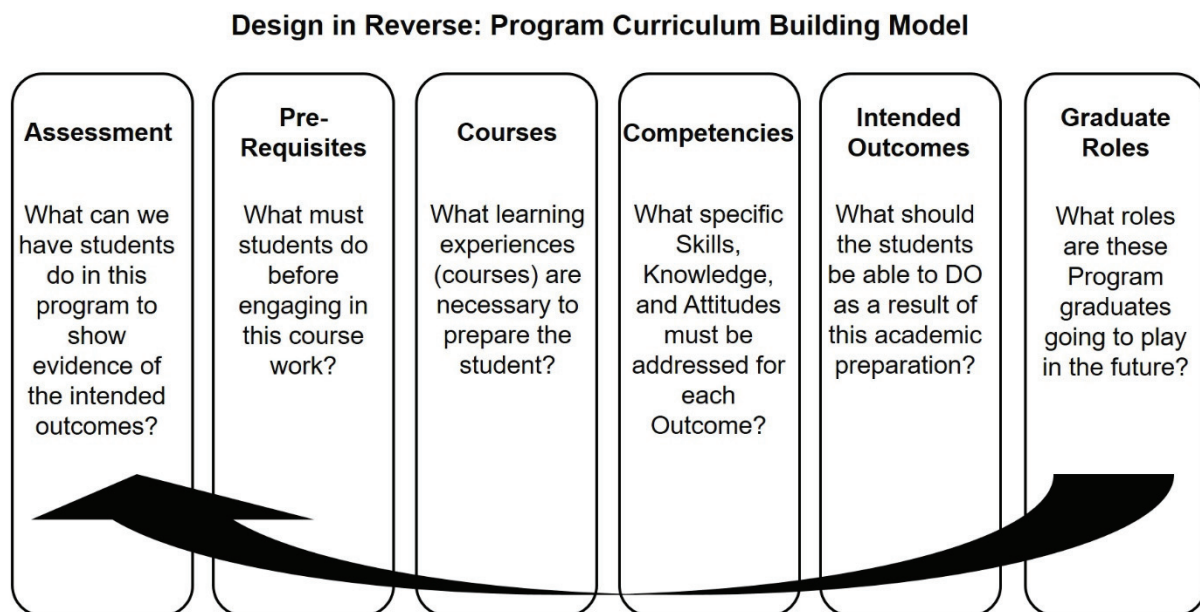 Design in Reverse: Program Curriculum Building Model
Assessment
What can we
have students
do in this
program to
show
evidence of
the intended
outcomes?
Pre-
Requisites
What must
students do
before
engaging in
this course
work?
Courses
What learning
experiences
(courses) are
necessary to
prepare the
student?
Competencies
What specific
Skills,
Knowledge,
and Attitudes
must be
addressed for
each
Outcome?
Intended
Outcomes
What should
the students
be able to DO
as a result of
this academic
preparation?
Graduate
Roles
What roles
are these
Program
graduates
going to play
in the future?